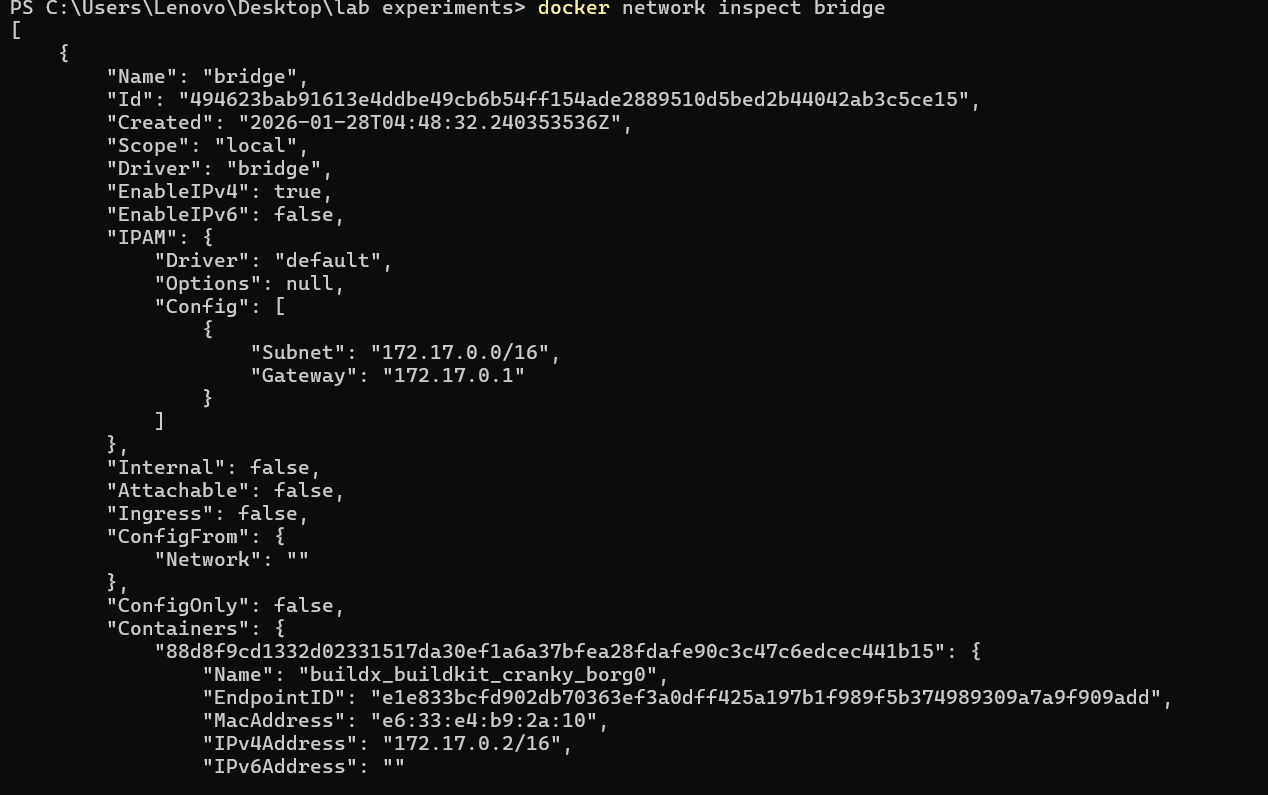 PS C:\Users\Lenovo\Desktop\lab experiments> docker network inspect bridge
[
    {
        "Name": "bridge",
        "Id": "494623bab91613e4ddbe49cb6b54ff154ade2889510d5bed2b44042ab3c5ce15",
        "Created": "2026-01-28T04:48:32.240353536Z",
        "Scope": "local",
        "Driver": "bridge",
        "EnableIPv4": true,
        "EnableIPv6": false,
        "IPAM": {
            "Driver": "default",
            "Options": null,
            "Config": [
                {
                    "Subnet": "172.17.0.0/16",
                    "Gateway": "172.17.0.1"
                }
            ]
        },
        "Internal": false,
        "Attachable": false,
        "Ingress": false,
        "ConfigFrom": {
            "Network": ""
        },
        "ConfigOnly": false,
        "Containers": {
            "88d8f9cd1332d02331517da30ef1a6a37bfea28fdafe90c3c47c6edcec441b15": {
                "Name": "buildx_buildkit_cranky_borg0",
                "EndpointID": "e1e833bcfd902db70363ef3a0dff425a197b1f989f5b374989309a7a9f909add",
                "MacAddress": "e6:33:e4:b9:2a:10",
                "IPv4Address": "172.17.0.2/16",
                "IPv6Address": ""